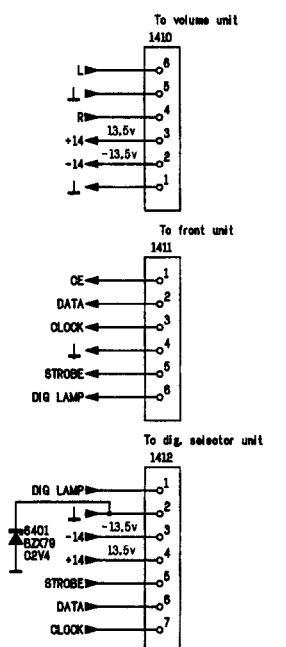 To volume unit
1410
L 6
5
R 4
+14 13,5v 3
-14 -13,5v 2
1
To front unit
1411
CE 1
DATA 2
CLOCK 3
4
STROBE 5
DIG LAMP 6
To dig. selector unit
1412
DIG LAMP 1
2
6401
BZX79
C2V4
-14 -13,5v 3
+14 13,5v 4
STROBE 5
DATA 6
CLOCK 7